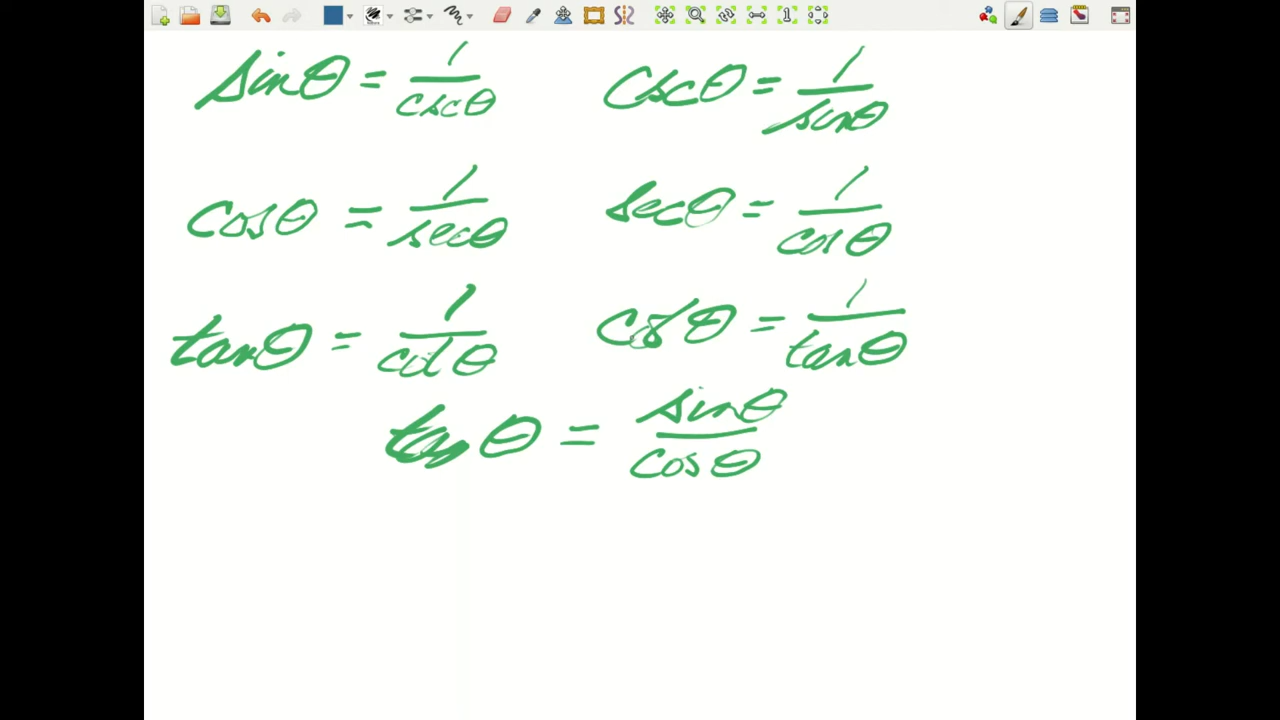 sinθ = 1/cscθ    cscθ = 1/sinθ
cosθ = 1/secθ    secθ = 1/cosθ
tanθ = 1/cotθ    cotθ = 1/tanθ
tanθ = sinθ/cosθ